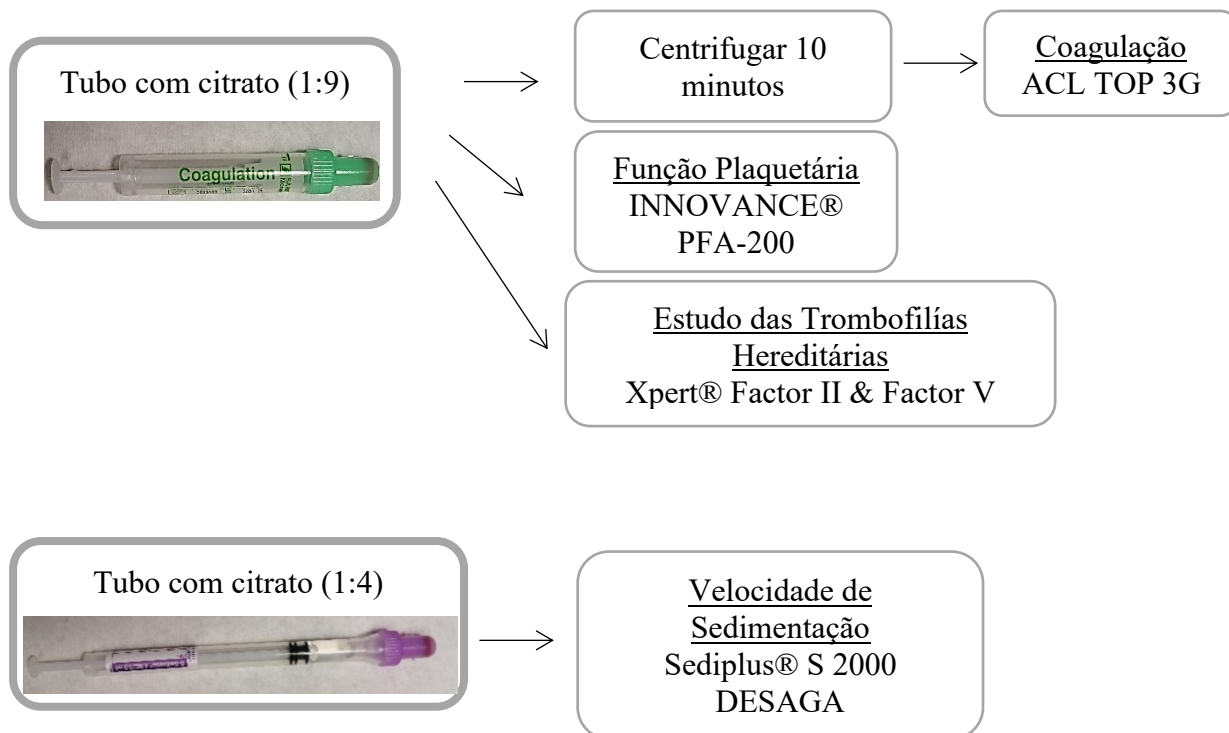 Tubo com citrato (1:9)
Coagulation
Centrifugar 10
minutos
Coagulação
ACL TOP 3G
Função Plaquetária
INNOVANCE®
PFA-200
Estudo das Trombofilías
Hereditárias
Xpert® Factor II & Factor V
Tubo com citrato (1:4)
Velocidade de
Sedimentação
Sediplus® S 2000
DESAGA